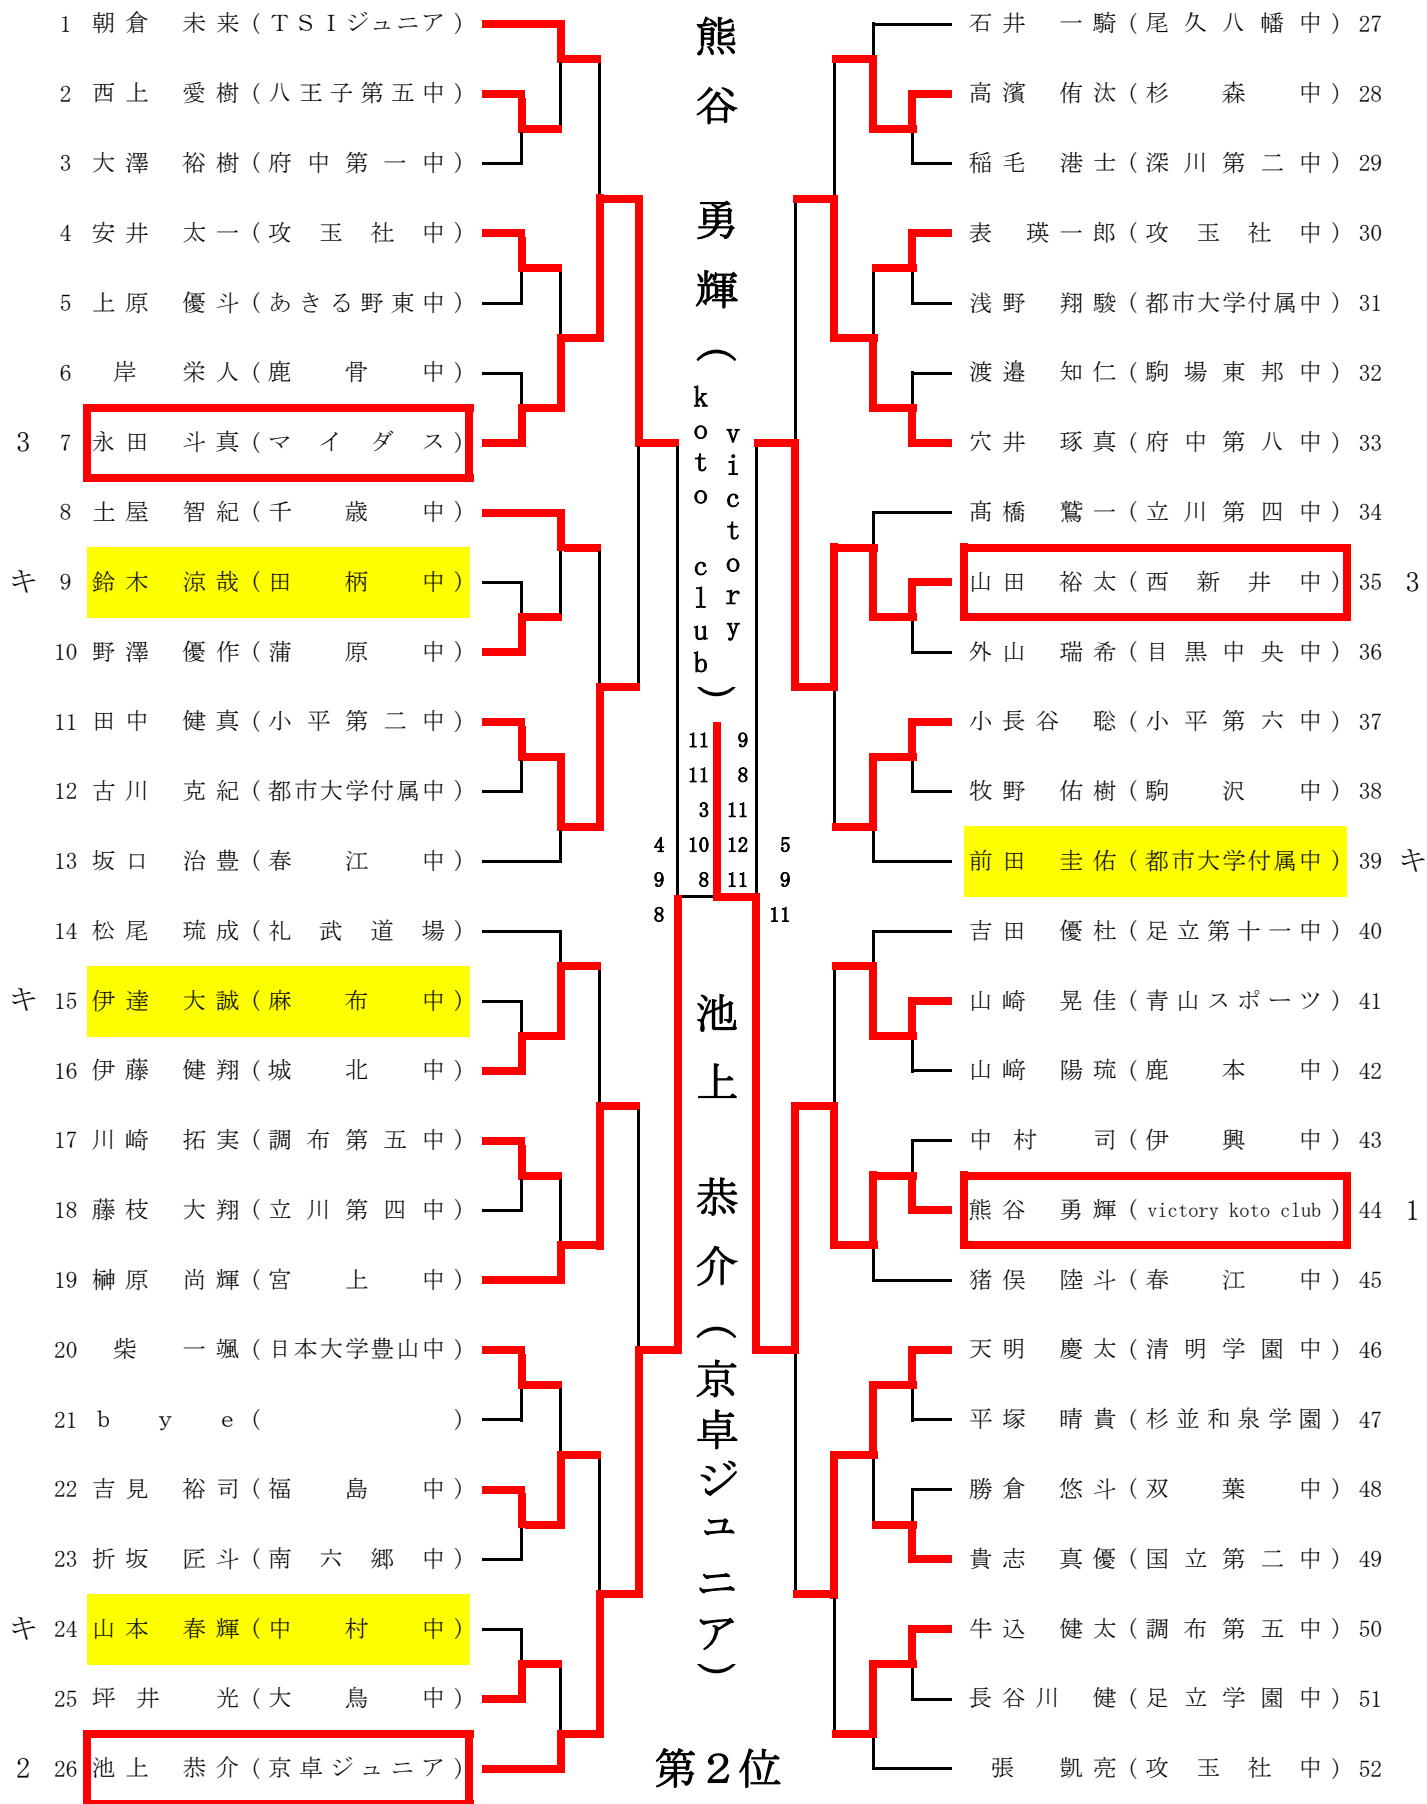 1 朝倉 未来(TSIジュニア)
2 西上 愛樹(八王子第五中)
3 大澤 裕樹(府中第一中)
4 安井 太一(攻玉社中)
5 上原 優斗(あきる野東中)
6 岸 栄人(鹿骨中)
3 7 永田 斗真(マイダス)
8 土屋 智紀(千歳中)
キ 9 鈴木 涼哉(田柄中)
10 野澤 優作(蒲原中)
11 田中 健真(小平第二中)
12 古川 克紀(都市大学付属中)
13 坂口 治豊(春江中)
14 松尾 琉成(礼武道場)
キ 15 伊達 大誠(麻布中)
16 伊藤 健翔(城北中)
17 川崎 拓実(調布第五中)
18 藤枝 大翔(立川第四中)
19 榊原 尚輝(宮上中)
20 柴 一颯(日本大学豊山中)
21 bye( )
22 吉見 裕司(福島中)
23 折坂 匠斗(南六郷中)
キ 24 山本 春輝(中村中)
25 坪井 光(大鳥中)
2 26 池上 恭介(京卓ジュニア)
熊谷 勇輝(victory koto club)
11 9
11 8
3 11
4 10 12 5
9 8 11 9
8 11
池上 恭介(京卓ジュニア)
第2位
石井 一騎(尾久八幡中) 27
高濱 侑汰(杉森中) 28
稲毛 港士(深川第二中) 29
表 瑛一郎(攻玉社中) 30
浅野 翔駿(都市大学付属中) 31
渡邉 知仁(駒場東邦中) 32
穴井 琢真(府中第八中) 33
髙橋 鷲一(立川第四中) 34
山田 裕太(西新井中) 35 3
外山 瑞希(目黒中央中) 36
小長谷 聡(小平第六中) 37
牧野 佑樹(駒沢中) 38
前田 圭佑(都市大学付属中) 39 キ
吉田 優杜(足立第十一中) 40
山崎 晃佳(青山スポーツ) 41
山﨑 陽琉(鹿本中) 42
中村 司(伊興中) 43
熊谷 勇輝(victory koto club) 44 1
猪俣 陸斗(春江中) 45
天明 慶太(清明学園中) 46
平塚 晴貴(杉並和泉学園) 47
勝倉 悠斗(双葉中) 48
貴志 真優(国立第二中) 49
牛込 健太(調布第五中) 50
長谷川 健(足立学園中) 51
張 凱亮(攻玉社中) 52